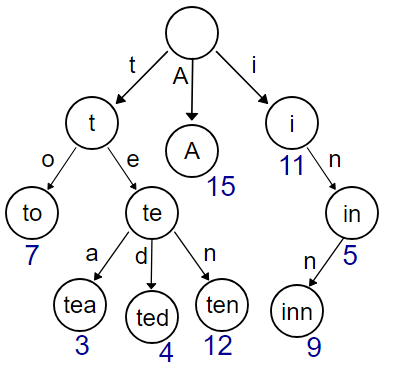 t A i
t A i
15 11
o e n
to te in
7 5
a d n n
tea ted ten inn
3 4 12 9